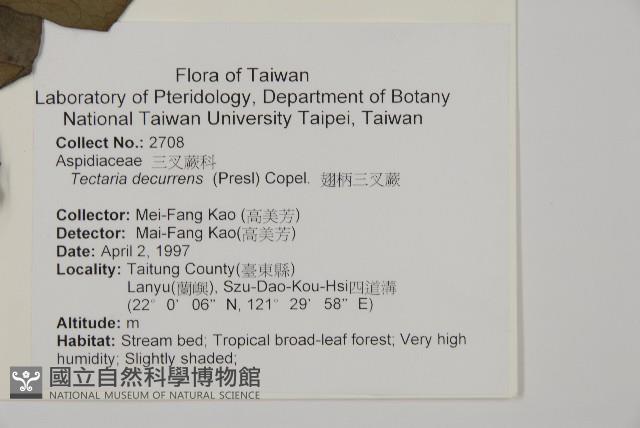 Flora of Taiwan
Laboratory of Pteridology, Department of Botany
National Taiwan University Taipei, Taiwan
Collect No.: 2708
Aspidiaceae 三叉蕨科
Tectaria decurrens (Presl) Copel. 翅柄三叉蕨
Collector: Mei-Fang Kao (高美芳)
Detector: Mai-Fang Kao(高美芳)
Date: April 2, 1997
Locality: Taitung County(臺東縣)
Lanyu(蘭嶼), Szu-Dao-Kou-Hsi四道溝
(22° 0' 06" N, 121° 29' 58" E)
Altitude: m
Habitat: Stream bed; Tropical broad-leaf forest; Very high
humidity; Slightly shaded;
國立自然科學博物館
NATIONAL MUSEUM OF NATURAL SCIENCE